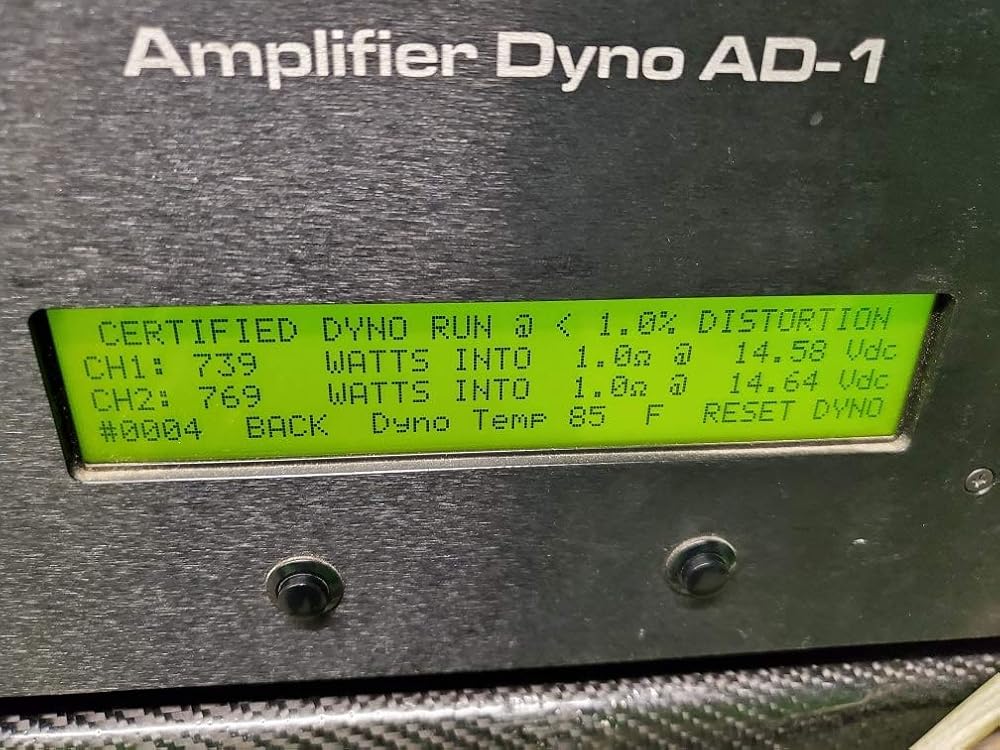 Amplifier Dyno AD-1
CERTIFIED DYNO RUN @ < 1.0% DISTORTION
CH1: 739 WATTS INTO 1.0Ω @ 14.58 Vdc
CH2: 769 WATTS INTO 1.0Ω @ 14.64 Vdc
#0004 BACK Dyno Temp 85 F RESET DYNO